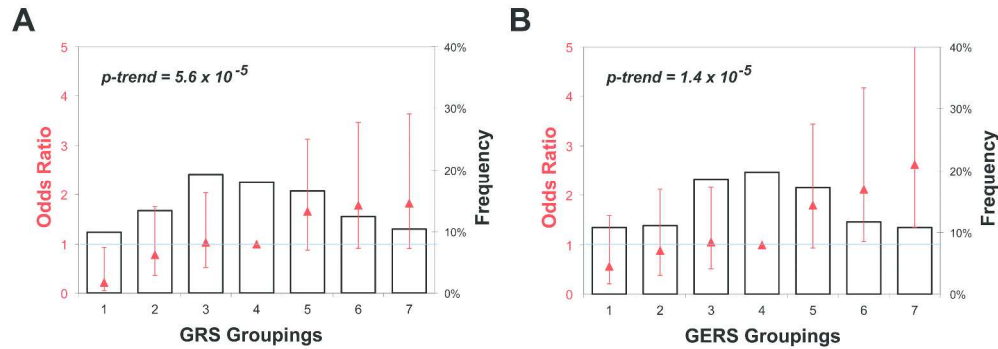 A
p-trend = 5.6 x 10 -5
Odds Ratio
5
4
3
2
1
0
40%
30%
20%
10%
0%
Frequency
1 2 3 4 5 6 7
GRS Groupings
B
p-trend = 1.4 x 10 -5
Odds Ratio
5
4
3
2
1
0
40%
30%
20%
10%
0%
Frequency
1 2 3 4 5 6 7
GERS Groupings